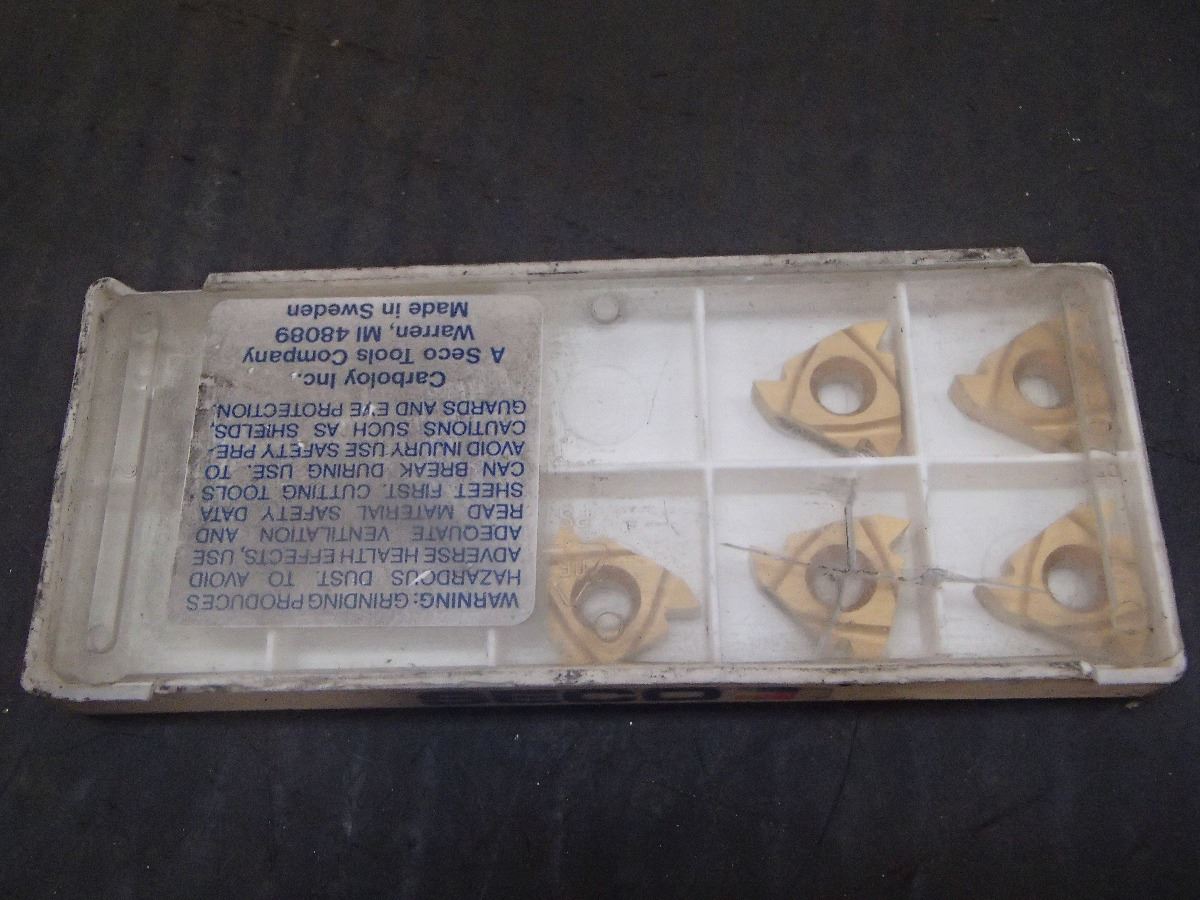 WARNING: GRINDING PRODUCES
HAZARDOUS DUST. TO AVOID
ADVERSE HEALTH EFFECTS, USE
ADEQUATE VENTILATION AND
READ MATERIAL SAFETY DATA
SHEET FIRST. CUTTING TOOLS
CAN BREAK DURING USE. TO
AVOID INJURY USE SAFETY PRE-
CAUTIONS SUCH AS SHIELDS,
GUARDS AND EYE PROTECTION.
Carboloy Inc.
A Seco Tools Company
Warren, MI 48089
Made in Sweden